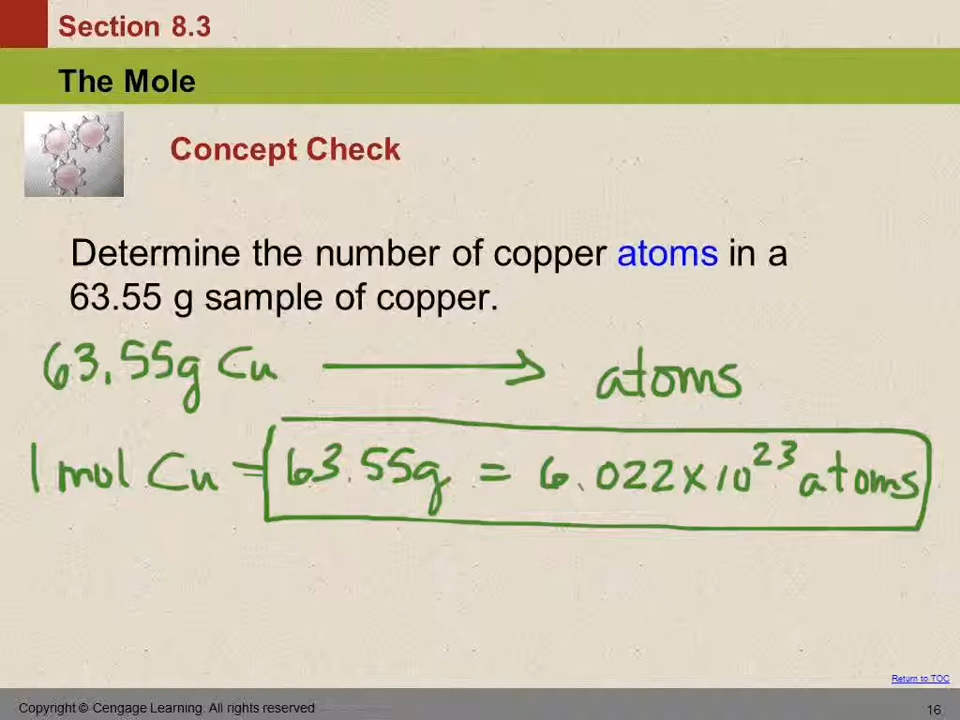 Section 8.3
The Mole
Concept Check
Determine the number of copper atoms in a
63.55 g sample of copper.
63.55g Cu → atoms
1 mol Cu = 63.55g = 6.022×10²³ atoms
Return to TOC
Copyright © Cengage Learning. All rights reserved
16